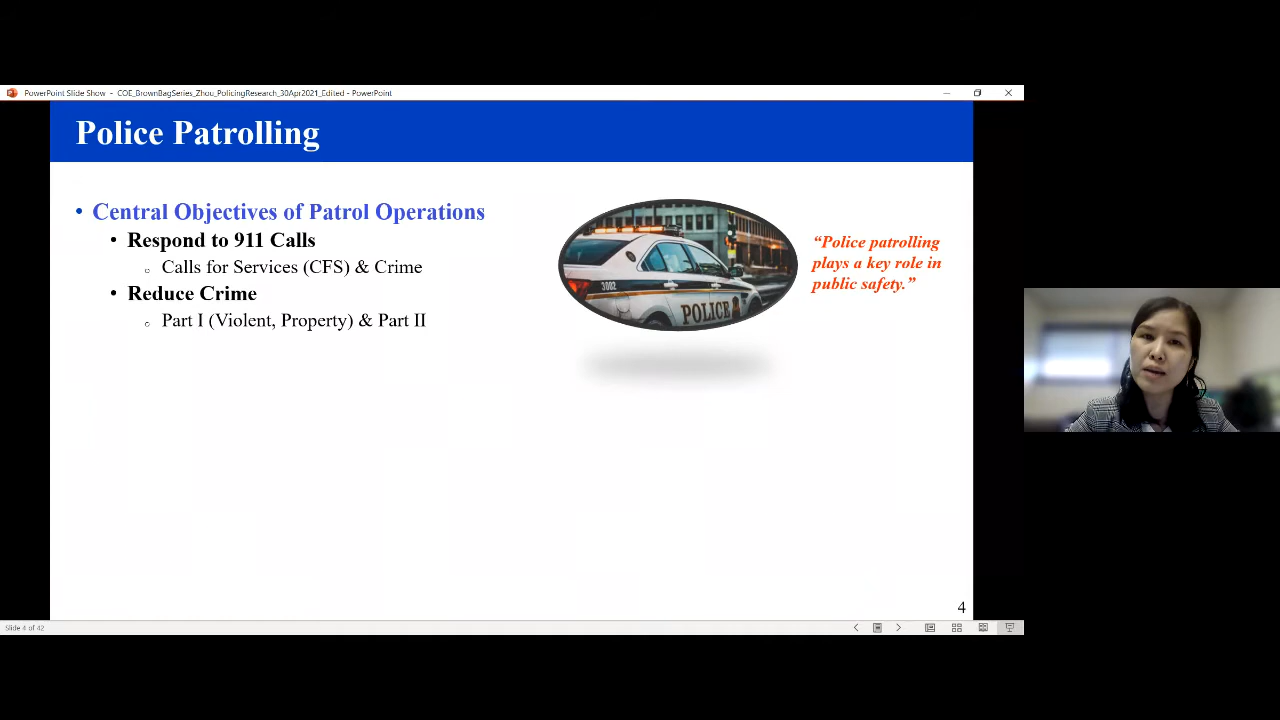 PowerPoint Slide Show - COE_BrownBagSeries_Zhou_PolicingResearch_30Apr2021_Edited - PowerPoint
Police Patrolling
• Central Objectives of Patrol Operations
• Respond to 911 Calls
○ Calls for Services (CFS) & Crime
• Reduce Crime
○ Part I (Violent, Property) & Part II
3002
POLICE
“Police patrolling
plays a key role in
public safety.”
4
Slide 4 of 42